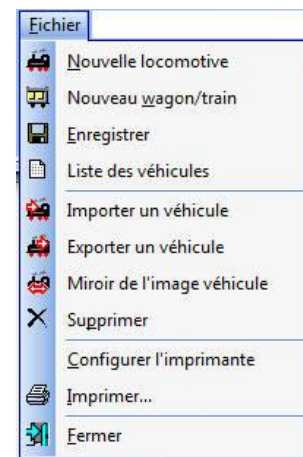 Fichier
Nouvelle locomotive
Nouveau wagon/train
Enregistrer
Liste des véhicules
Importer un véhicule
Exporter un véhicule
Miroir de l'image véhicule
Supprimer
Configurer l'imprimante
Imprimer...
Fermer